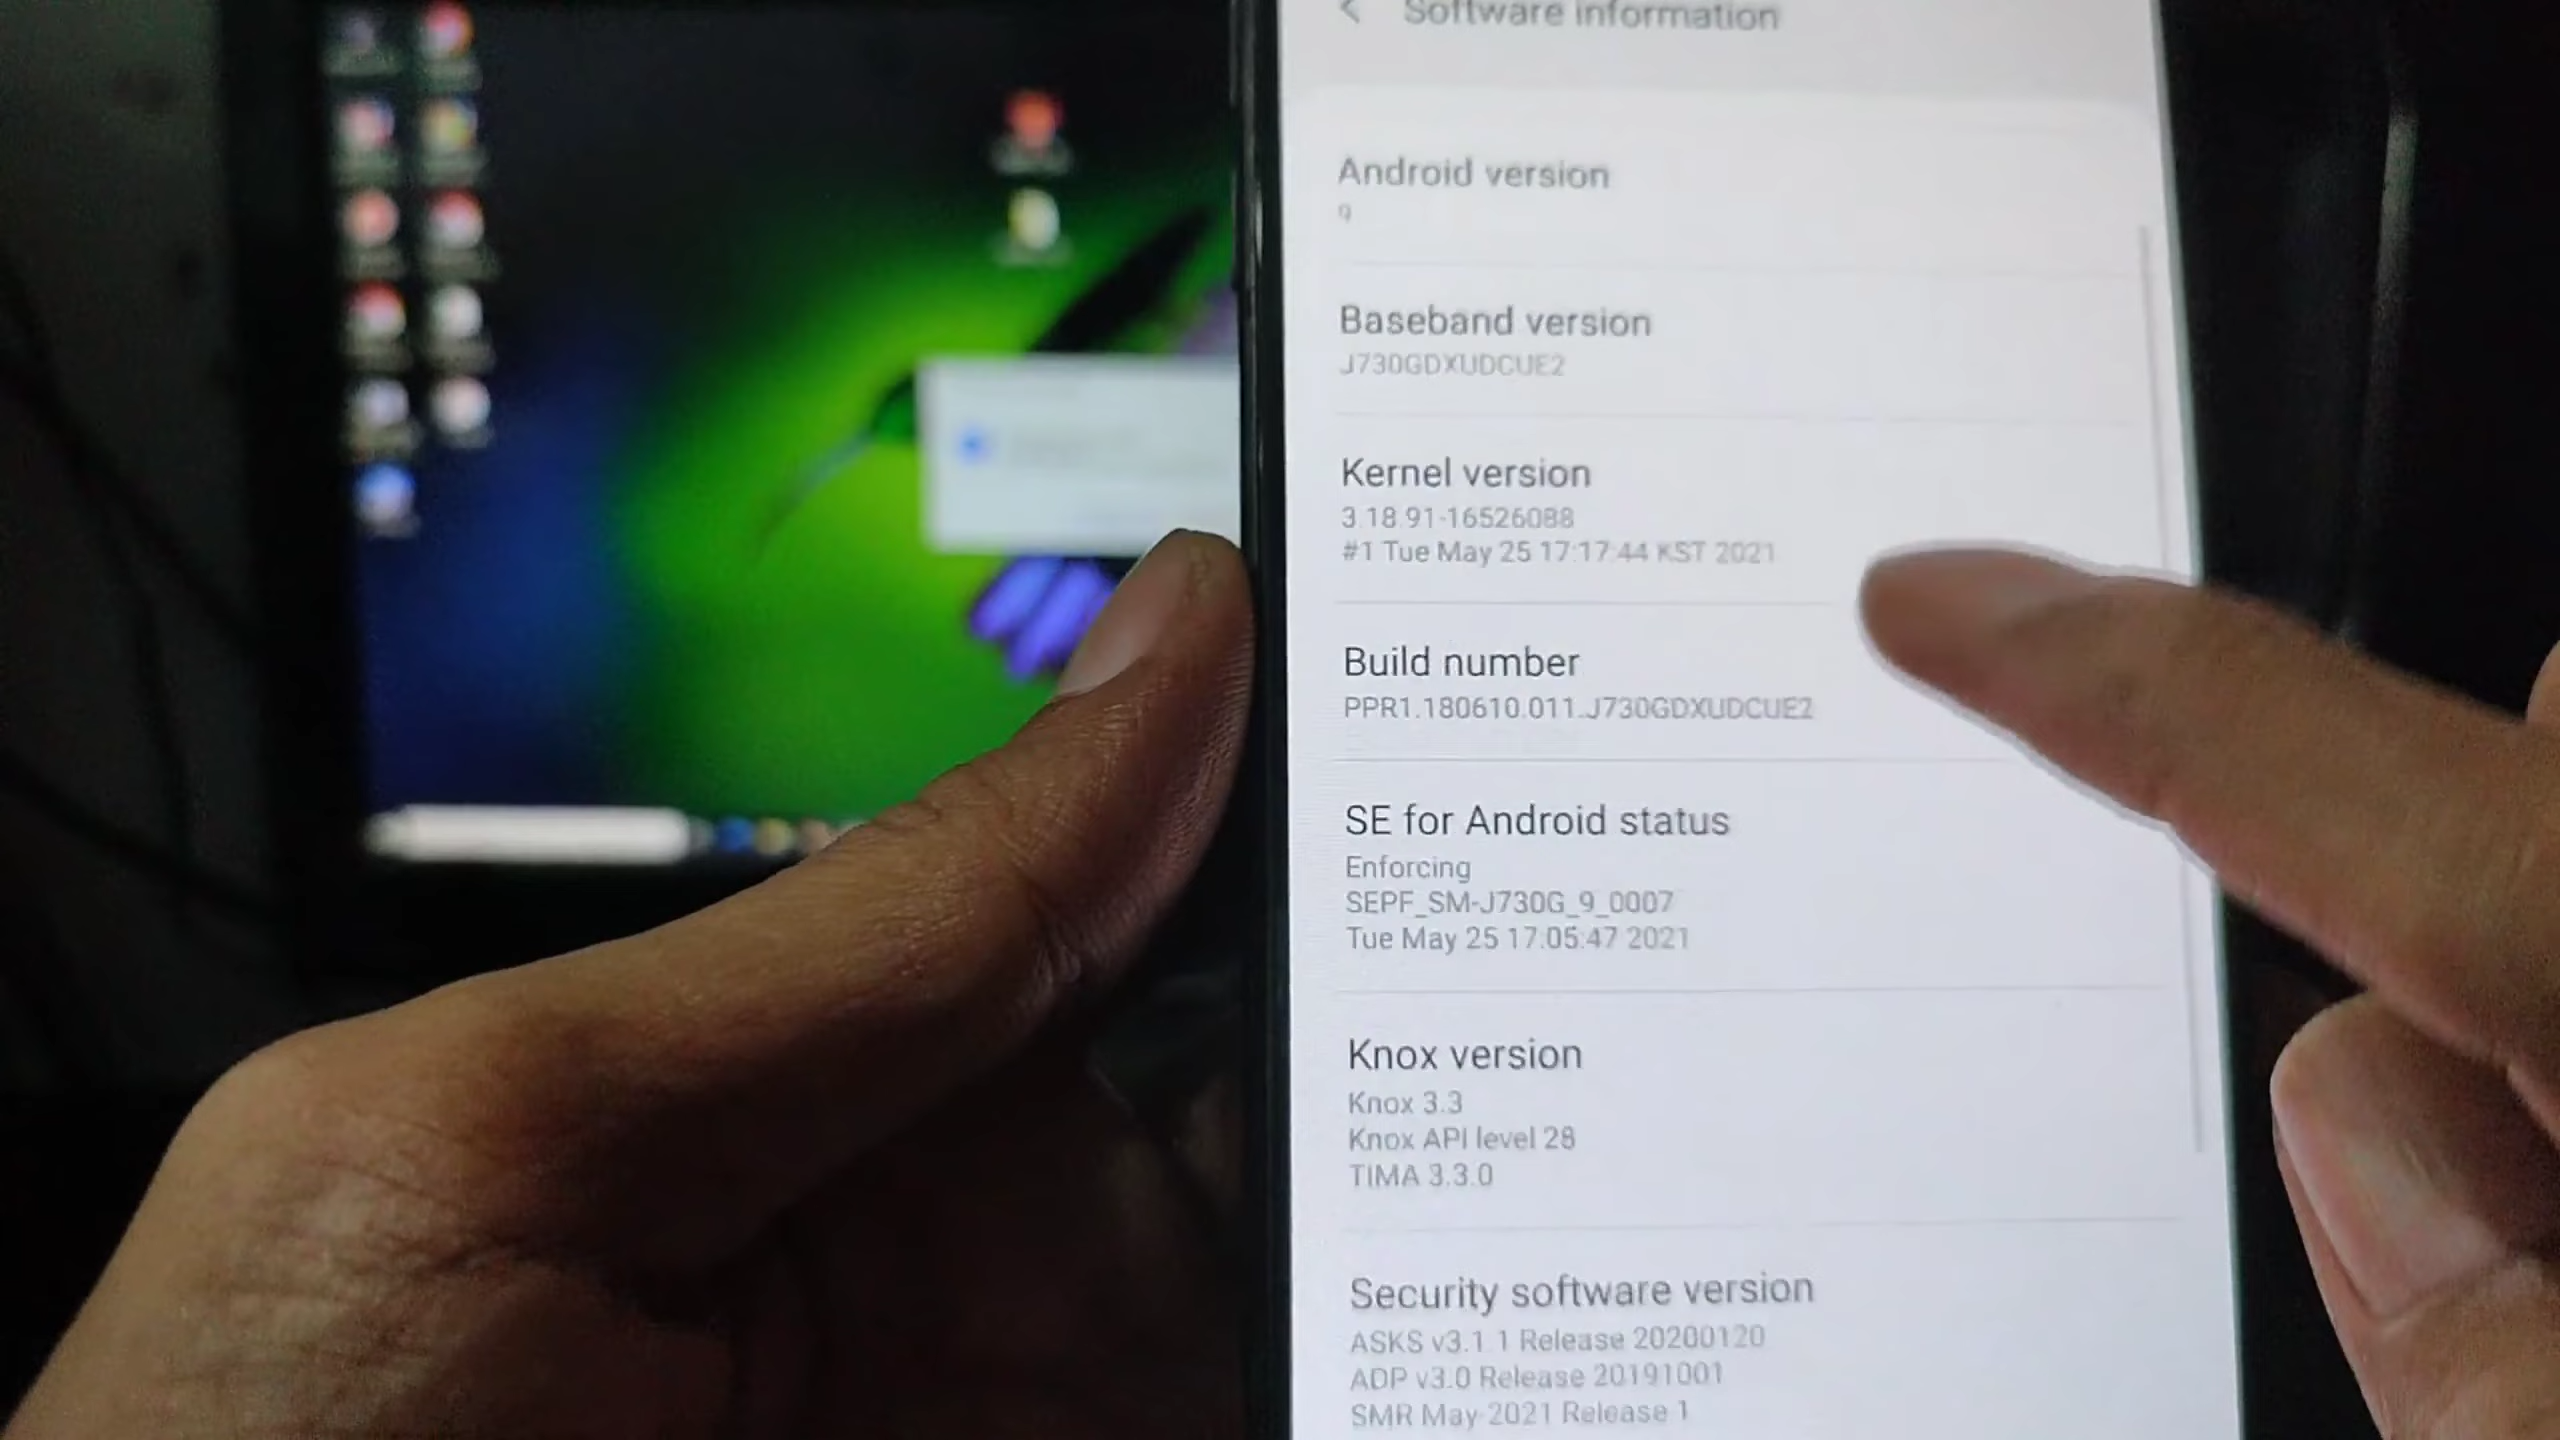 Software information
Android version
9
Baseband version
J730GDXUDCUE2
Kernel version
3.18.91-16526088
#1 Tue May 25 17:17:44 KST 2021
Build number
PPR1.180610.011.J730GDXUDCUE2
SE for Android status
Enforcing
SEPF_SM-J730G_9_0007
Tue May 25 17:05:47 2021
Knox version
Knox 3.3
Knox API level 28
TIMA 3.3.0
Security software version
ASKS v3.1.1 Release 20200120
ADP v3.0 Release 20191001
SMR May-2021 Release 1